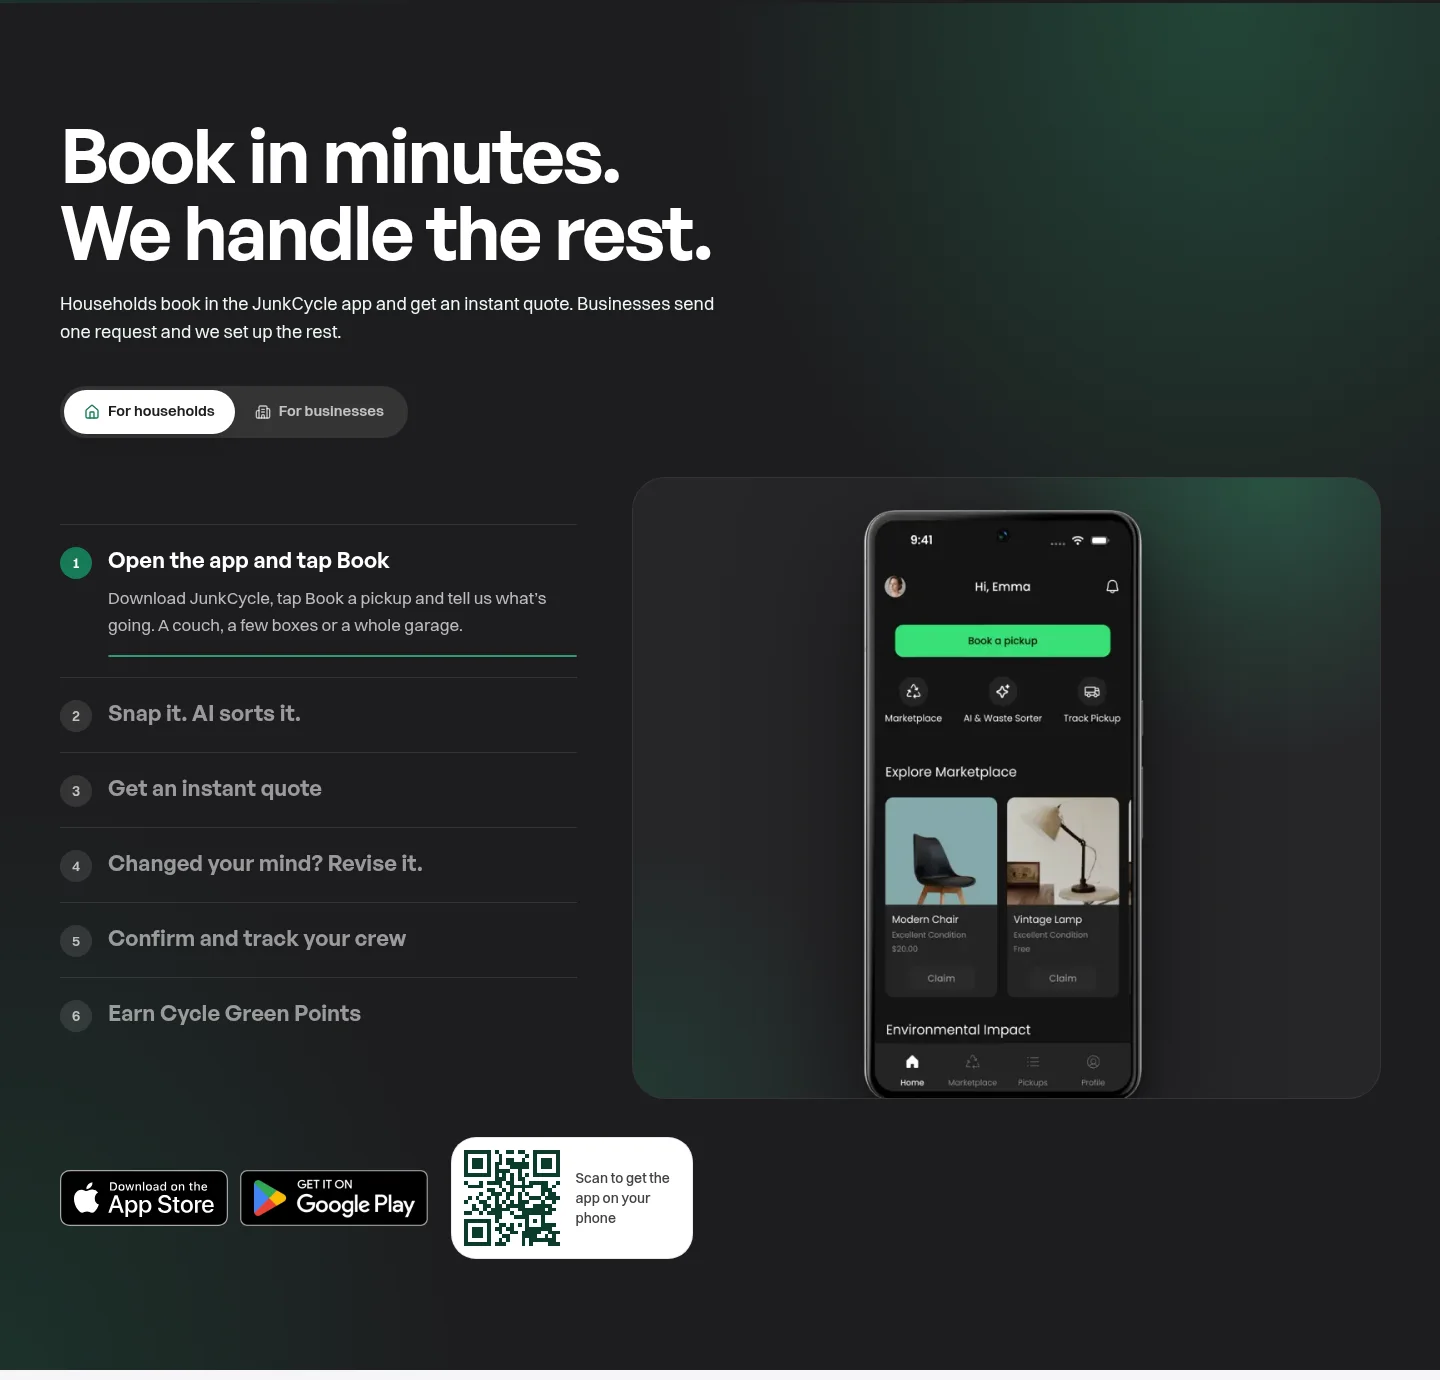 Book in minutes.
We handle the rest.
Households book in the JunkCycle app and get an instant quote. Businesses send
one request and we set up the rest.
For households
For businesses
1
Open the app and tap Book
Download JunkCycle, tap Book a pickup and tell us what’s
going. A couch, a few boxes or a whole garage.
2
Snap it. AI sorts it.
3
Get an instant quote
4
Changed your mind? Revise it.
5
Confirm and track your crew
6
Earn Cycle Green Points
9:41
Hi, Emma
Book a pickup
Marketplace
AI & Waste Sorter
Track Pickup
Explore Marketplace
Modern Chair
Excellent Condition
$20.00
Claim
Vintage Lamp
Excellent Condition
Free
Claim
Environmental Impact
Home
Marketplace
Pickups
Profile
Download on the
App Store
GET IT ON
Google Play
Scan to get the
app on your
phone